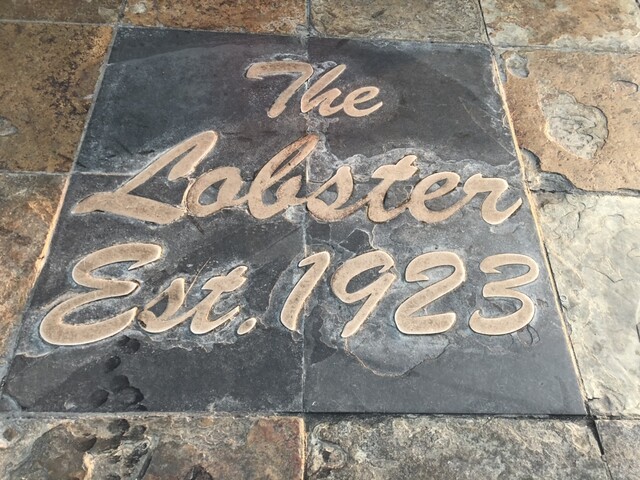 The
Lobster
Est. 1923